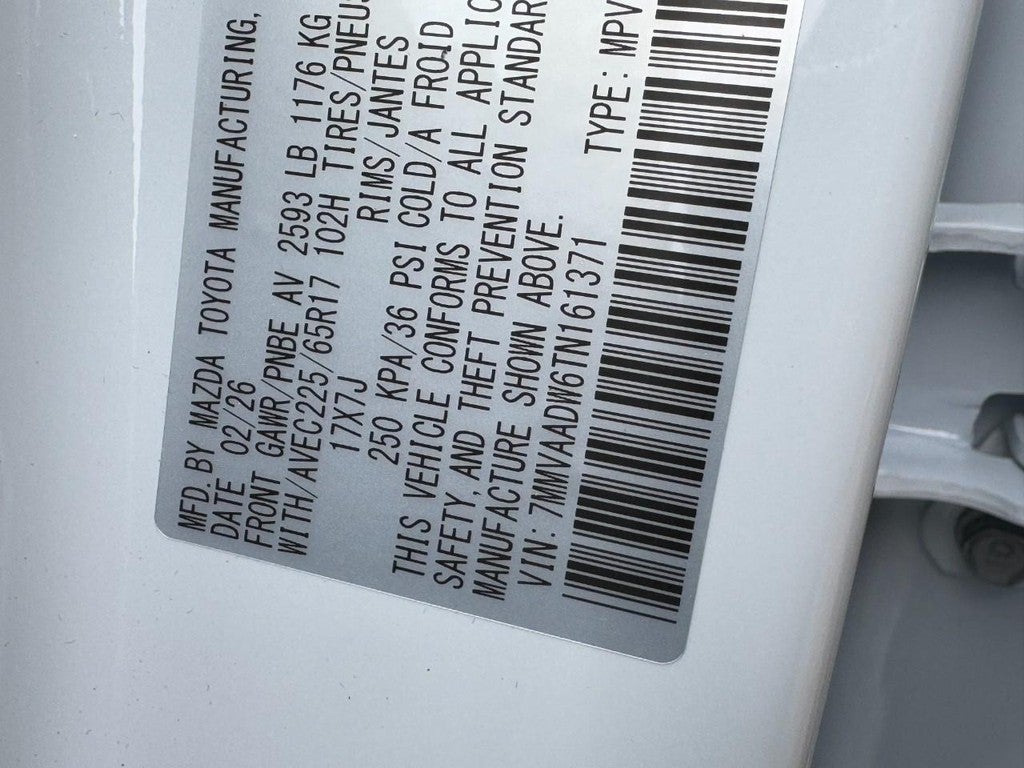 MFD. BY MAZDA TOYOTA MANUFACTURING,
DATE 02/26
FRONT GAWR/PNBE AV 2593 LB 1176 KG
WITH/AVEC225/65R17 102H TIRES/PNEUS
17X7J RIMS/JANTES
250 KPA/36 PSI COLD/A FROID
THIS VEHICLE CONFORMS TO ALL APPLIC
SAFETY, AND THEFT PREVENTION STANDAR
MANUFACTURE SHOWN ABOVE.
VIN: 7MMVAADW6TN161371 TYPE: MPV